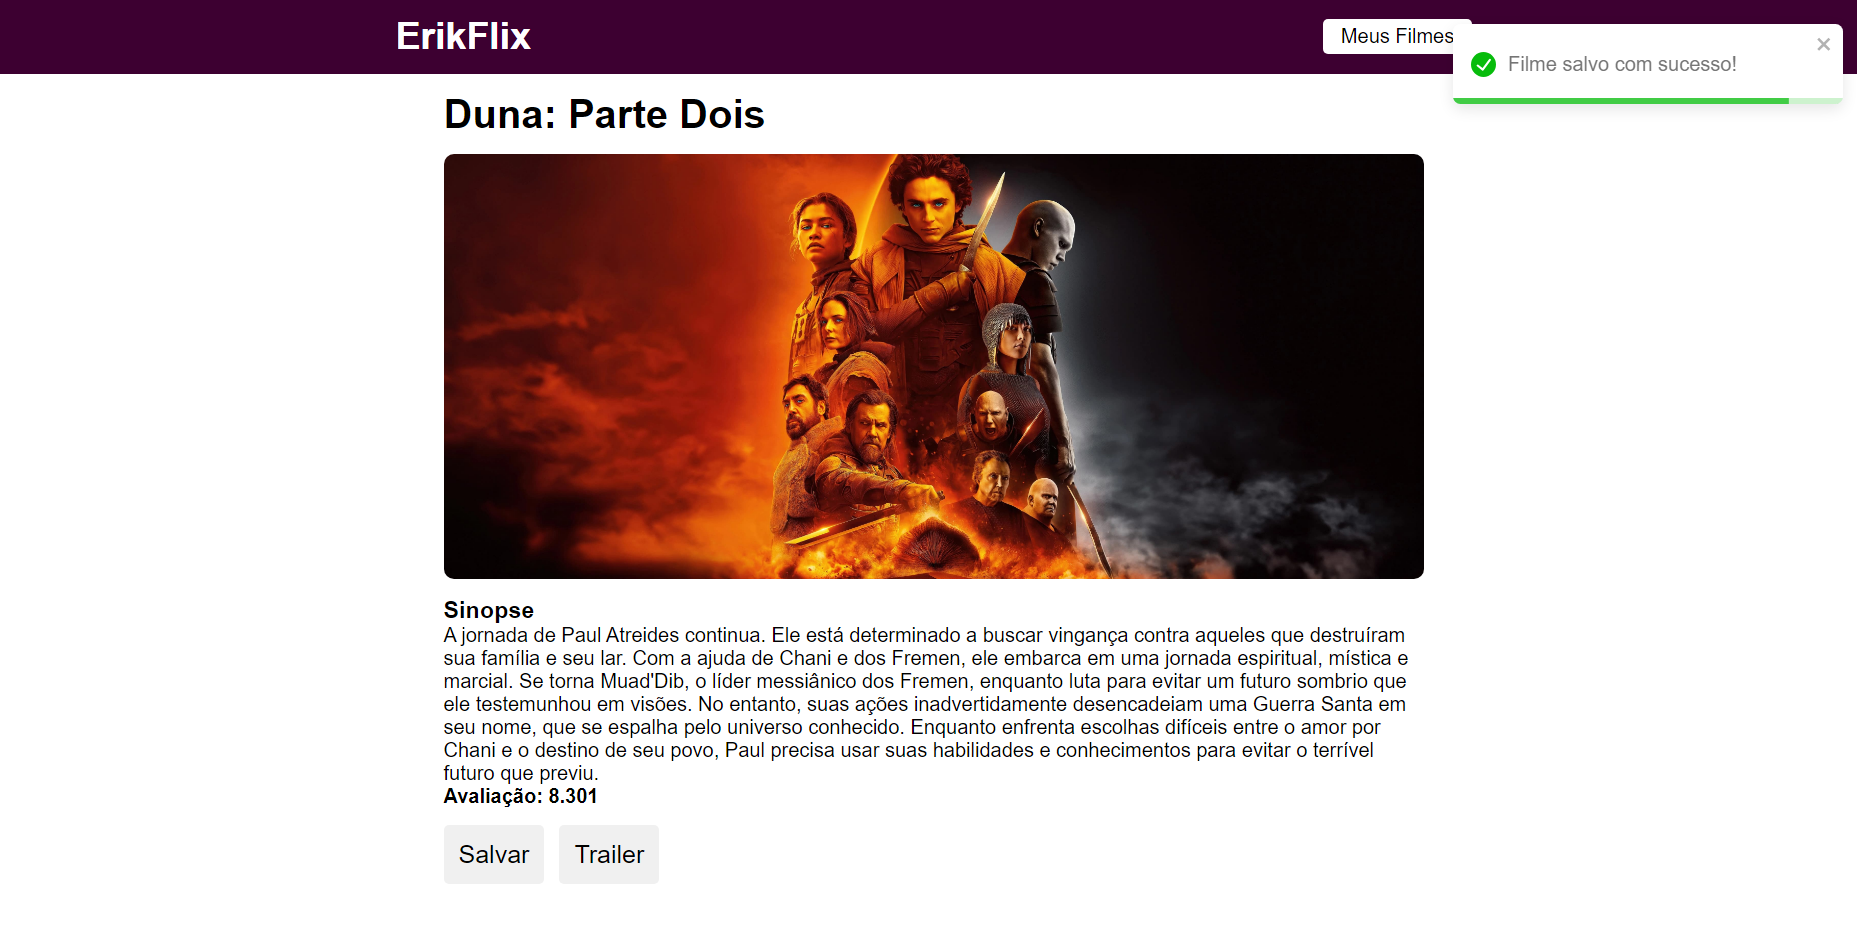 ErikFlix
Meus Filmes
Filme salvo com sucesso!
Duna: Parte Dois
Sinopse
A jornada de Paul Atreides continua. Ele está determinado a buscar vingança contra aqueles que destruíram
sua família e seu lar. Com a ajuda de Chani e dos Fremen, ele embarca em uma jornada espiritual, mística e
marcial. Se torna Muad'Dib, o líder messiânico dos Fremen, enquanto luta para evitar um futuro sombrio que
ele testemunhou em visões. No entanto, suas ações inadvertidamente desencadeiam uma Guerra Santa em
seu nome, que se espalha pelo universo conhecido. Enquanto enfrenta escolhas difíceis entre o amor por
Chani e o destino de seu povo, Paul precisa usar suas habilidades e conhecimentos para evitar o terrível
futuro que previu.
Avaliação: 8.301
Salvar
Trailer